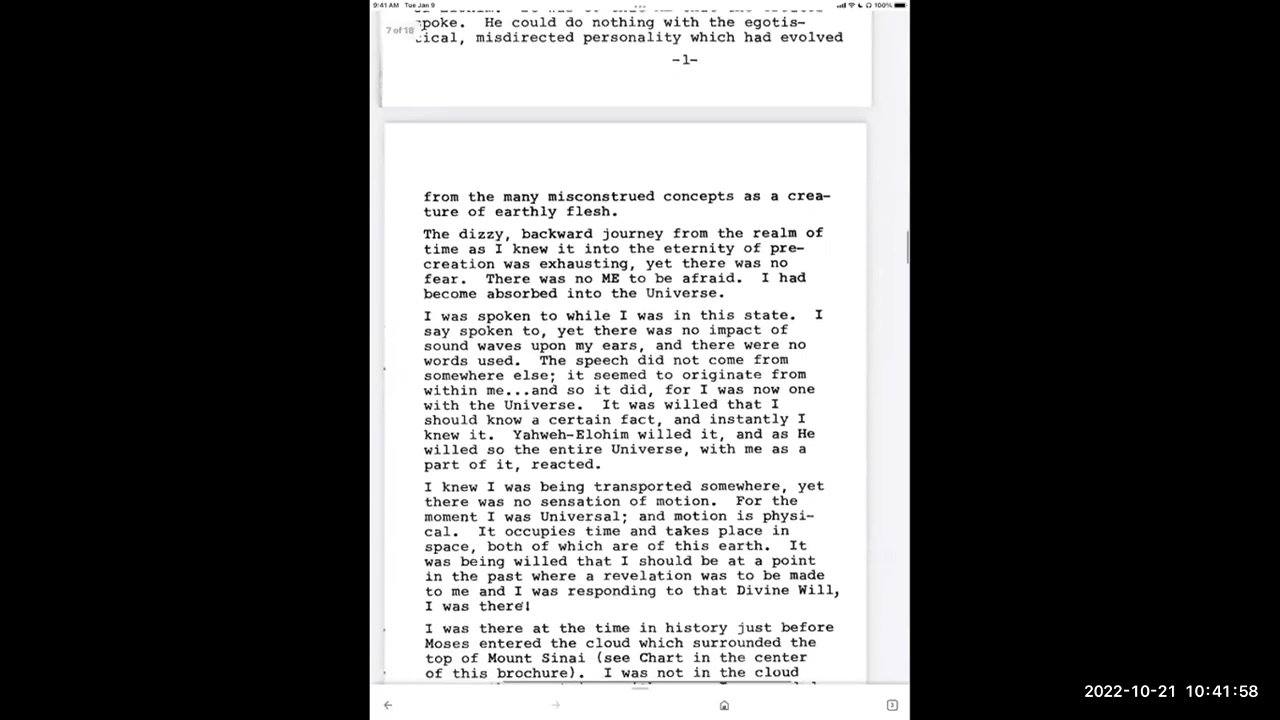 9:41 AM Tue Jan 9
100%
spoke. He could do nothing with the egotis-
7 of 18
tical, misdirected personality which had evolved
-1-
from the many misconstrued concepts as a crea-
ture of earthly flesh.
The dizzy, backward journey from the realm of
time as I knew it into the eternity of pre-
creation was exhausting, yet there was no
fear. There was no ME to be afraid. I had
become absorbed into the Universe.
I was spoken to while I was in this state. I
say spoken to, yet there was no impact of
sound waves upon my ears, and there were no
words used. The speech did not come from
somewhere else; it seemed to originate from
within me...and so it did, for I was now one
with the Universe. It was willed that I
should know a certain fact, and instantly I
knew it. Yahweh-Elohim willed it, and as He
willed so the entire Universe, with me as a
part of it, reacted.
I knew I was being transported somewhere, yet
there was no sensation of motion. For the
moment I was Universal; and motion is physi-
cal. It occupies time and takes place in
space, both of which are of this earth. It
was being willed that I should be at a point
in the past where a revelation was to be made
to me and I was responding to that Divine Will,
I was there!
I was there at the time in history just before
Moses entered the cloud which surrounded the
top of Mount Sinai (see Chart in the center
of this brochure). I was not in the cloud
3
2022-10-21 10:41:58